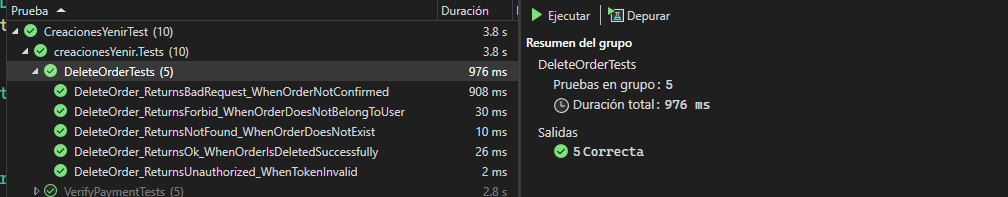 Prueba Duración
CreacionesYenirTest (10) 3.8 s
creacionesYenir.Tests (10) 3.8 s
DeleteOrderTests (5) 976 ms
DeleteOrder_ReturnsBadRequest_WhenOrderNotConfirmed 908 ms
DeleteOrder_ReturnsForbid_WhenOrderDoesNotBelongToUser 30 ms
DeleteOrder_ReturnsNotFound_WhenOrderDoesNotExist 10 ms
DeleteOrder_ReturnsOk_WhenOrderIsDeletedSuccessfully 26 ms
DeleteOrder_ReturnsUnauthorized_WhenTokenInvalid 2 ms
VerifyPaymentTests (5) 2.8 s
Ejecutar Depurar
Resumen del grupo
DeleteOrderTests
Pruebas en grupo: 5
Duración total: 976 ms
Salidas
5 Correcta